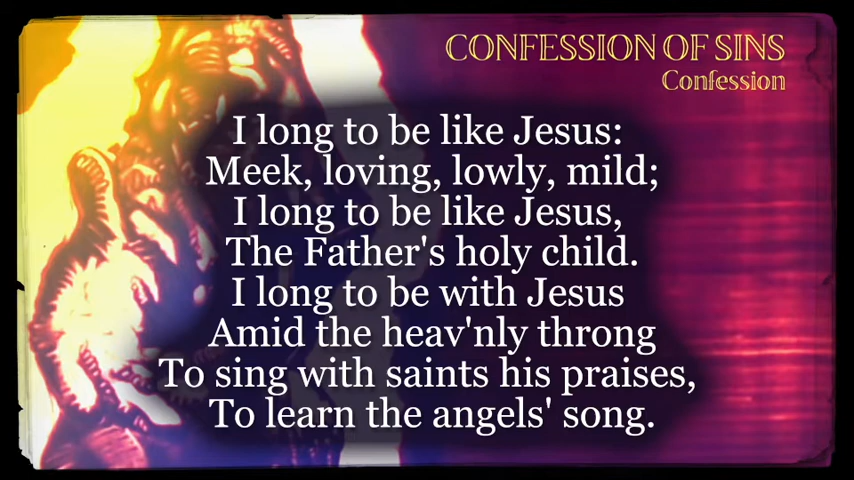 CONFESSION OF SINS
Confession
I long to be like Jesus:
Meek, loving, lowly, mild;
I long to be like Jesus,
The Father's holy child.
I long to be with Jesus
Amid the heav'nly throng
To sing with saints his praises,
To learn the angels' song.